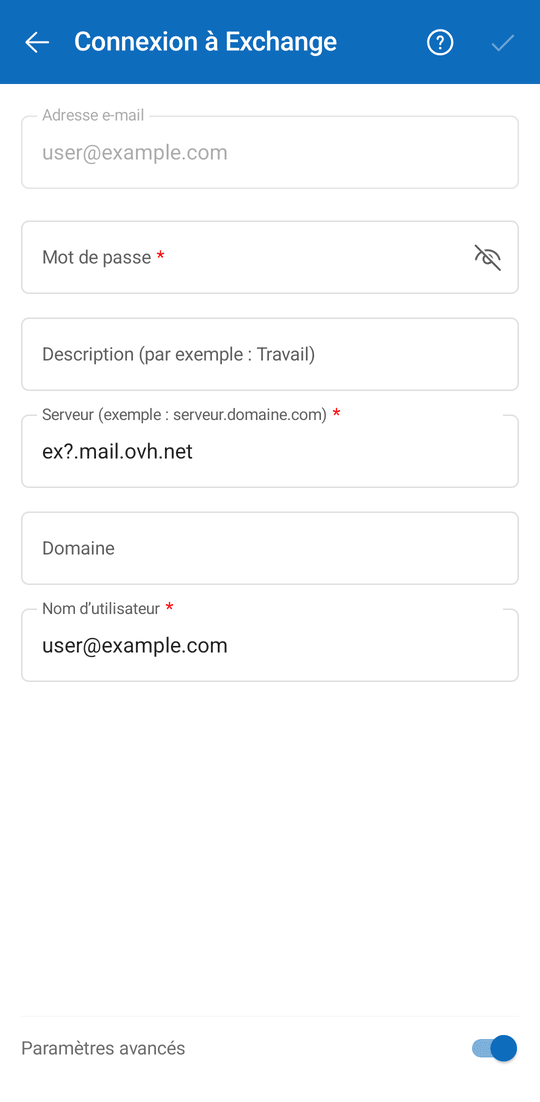 Connexion à Exchange
Adresse e-mail
user@example.com
Mot de passe *
Description (par exemple : Travail)
Serveur (exemple : serveur.domaine.com) *
ex?.mail.ovh.net
Domaine
Nom d’utilisateur *
user@example.com
Paramètres avancés